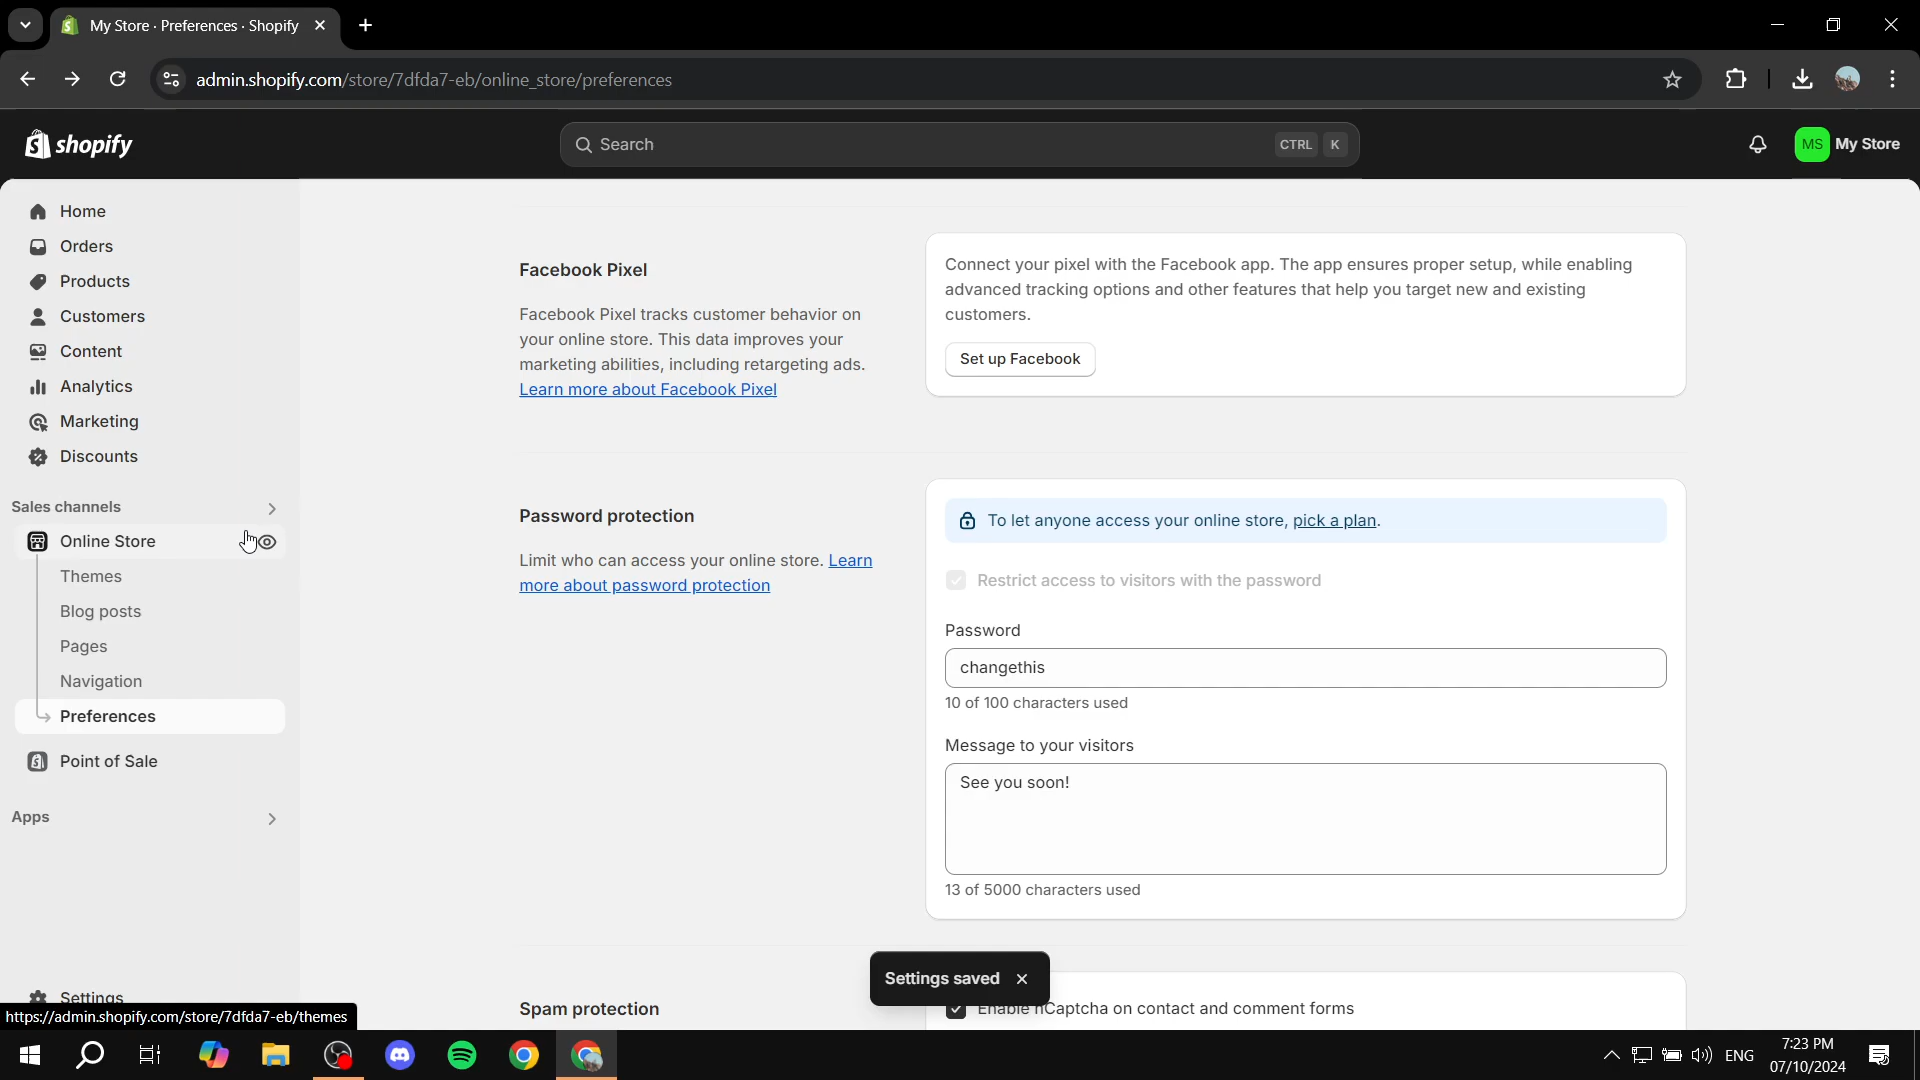 My Store · Preferences · Shopify
admin.shopify.com/store/7dfda7-eb/online_store/preferences
shopify
Search
CTRL K
MS My Store
Home
Orders
Products
Customers
Content
Analytics
Marketing
Discounts
Sales channels
Online Store
Themes
Blog posts
Pages
Navigation
Preferences
Point of Sale
Apps
Settings
https://admin.shopify.com/store/7dfda7-eb/themes
Facebook Pixel
Facebook Pixel tracks customer behavior on
your online store. This data improves your
marketing abilities, including retargeting ads.
Learn more about Facebook Pixel
Connect your pixel with the Facebook app. The app ensures proper setup, while enabling
advanced tracking options and other features that help you target new and existing
customers.
Set up Facebook
Password protection
Limit who can access your online store. Learn
more about password protection
To let anyone access your online store, pick a plan.
Restrict access to visitors with the password
Password
changethis
10 of 100 characters used
Message to your visitors
See you soon!
13 of 5000 characters used
Settings saved
Spam protection
Enable hCaptcha on contact and comment forms
ENG
7:23 PM
07/10/2024